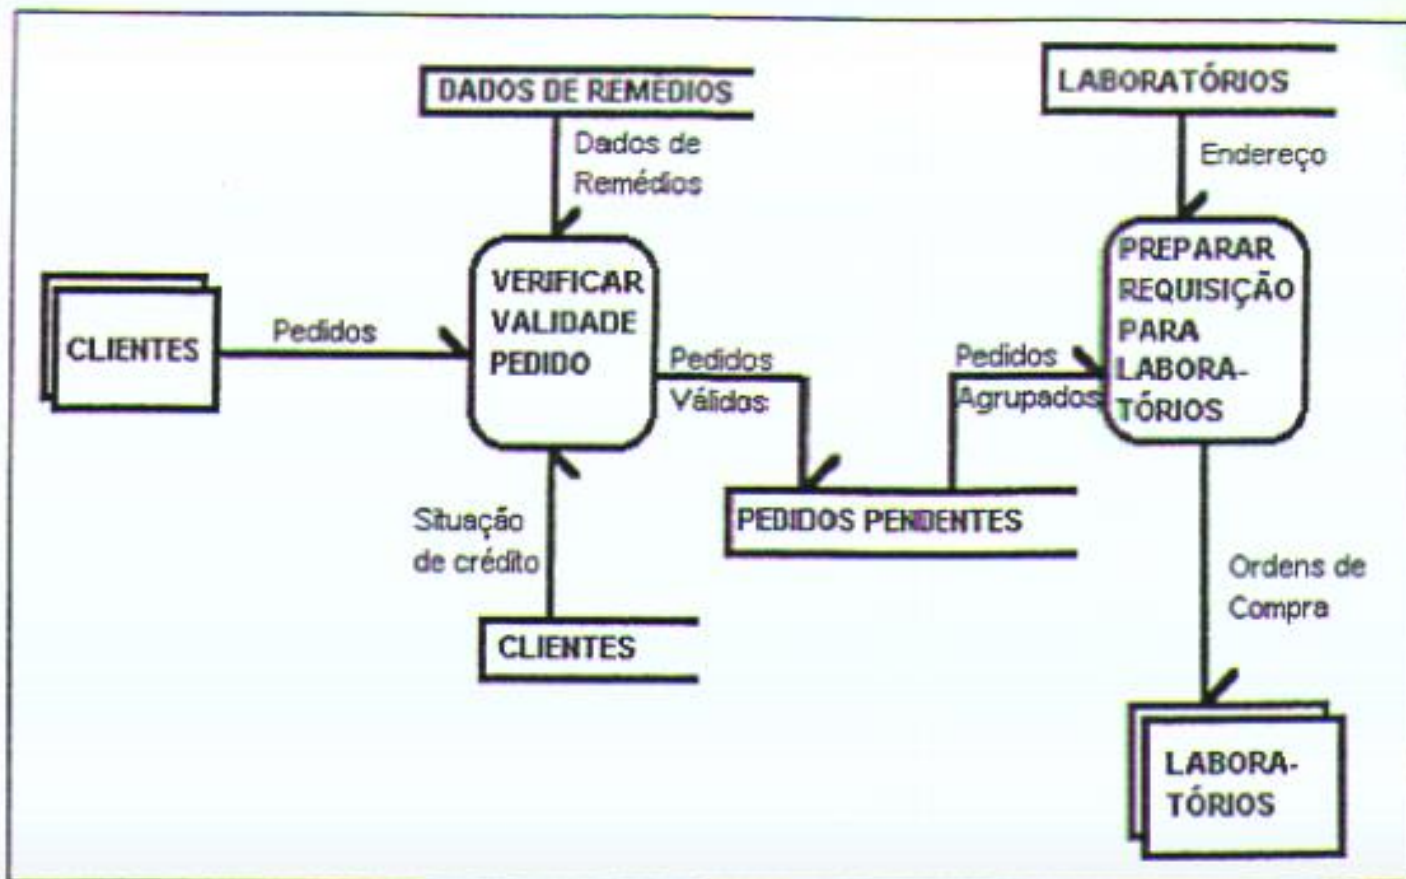 DADOS DE REMÉDIOS
LABORATÓRIOS
Dados de
Remédios
Endereço
CLIENTES
Pedidos
VERIFICAR
VALIDADE
PEDIDO
Pedidos
Válidos
Pedidos
Agrupados
PREPARAR
REQUISIÇÃO
PARA
LABORA-
TÓRIOS
PEDIDOS PENDENTES
Situação
de crédito
CLIENTES
Ordens de
Compra
LABORA-
TÓRIOS